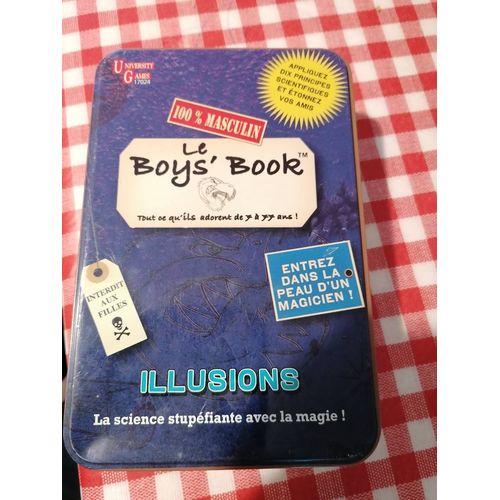 UNIVERSITY
GAMES
17024
APPLIQUEZ
DIX PRINCIPES
SCIENTIFIQUES
ET ÉTONNEZ
VOS AMIS
100 % MASCULIN
Le
Boys' Book™
Tout ce qu'ils adorent de 7 à 77 ans !
ENTREZ
DANS LA
PEAU D'UN
MAGICIEN !
INTERDIT
AUX
FILLES
ILLUSIONS
La science stupéfiante avec la magie !